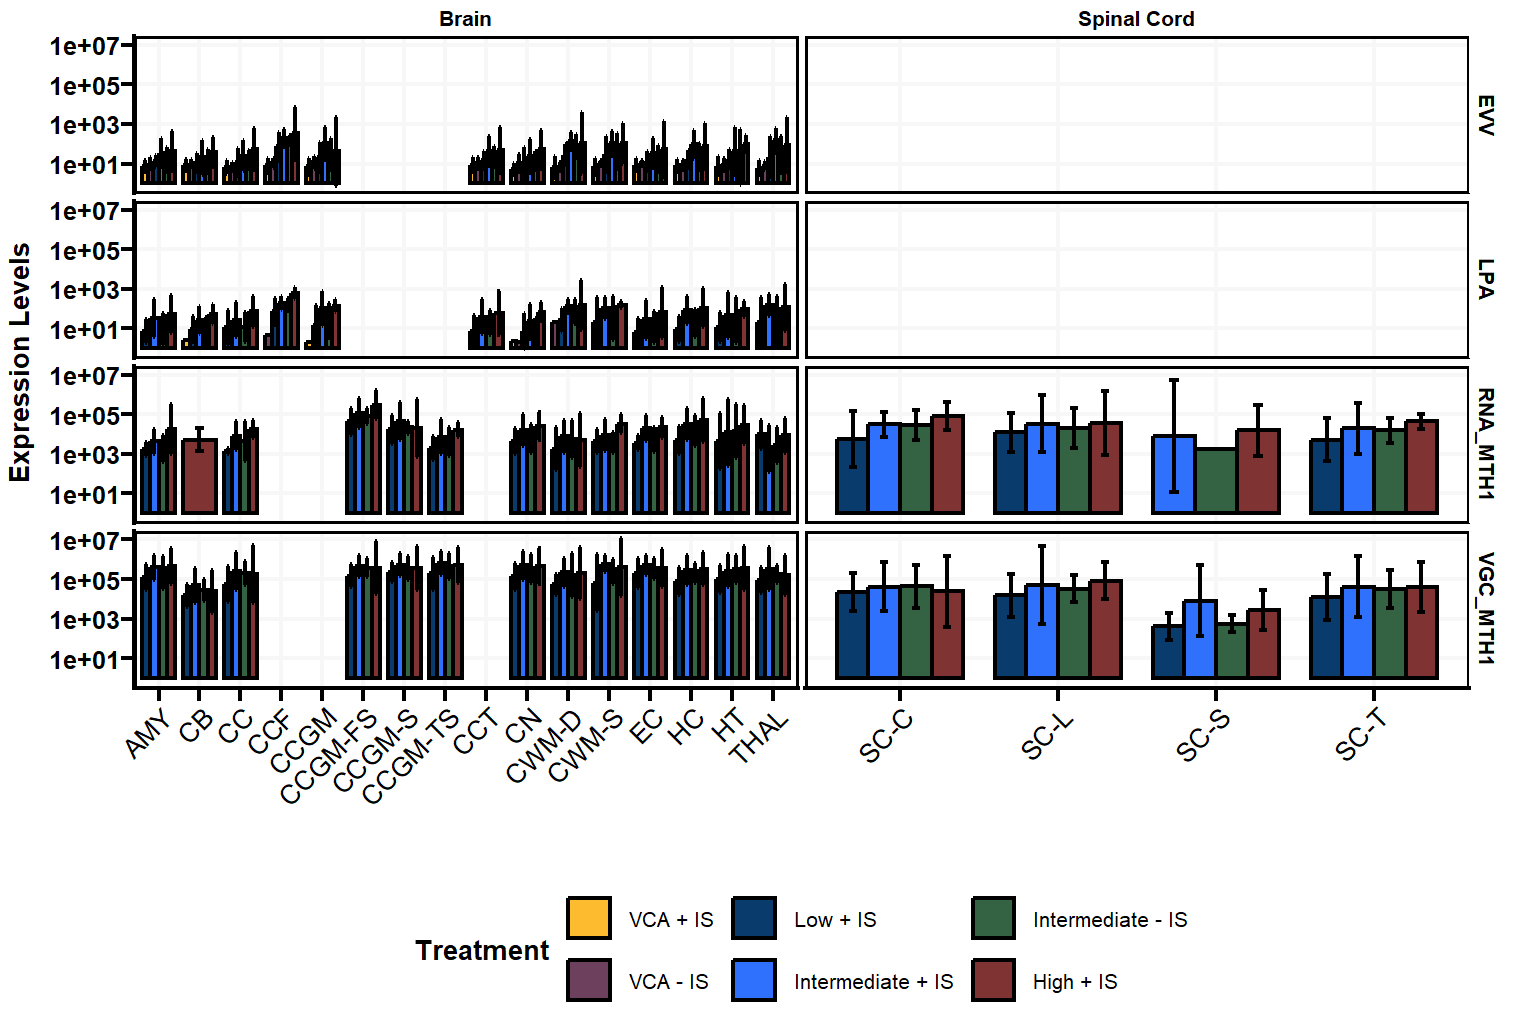 Brain
Spinal Cord
Expression Levels
1e+07
1e+05
1e+03
1e+01
EVV
1e+07
1e+05
1e+03
1e+01
LPA
1e+07
1e+05
1e+03
1e+01
RNA_MTH1
1e+07
1e+05
1e+03
1e+01
VGC_MTH1
AMY
CB
CC
CCF
CCGM
CCGM-FS
CCGM-S
CCGM-TS
CCT
CN
CWM-D
CWM-S
EC
HC
HT
THAL
SC-C
SC-L
SC-S
SC-T
Treatment
VCA + IS
Low + IS
Intermediate - IS
VCA - IS
Intermediate + IS
High + IS